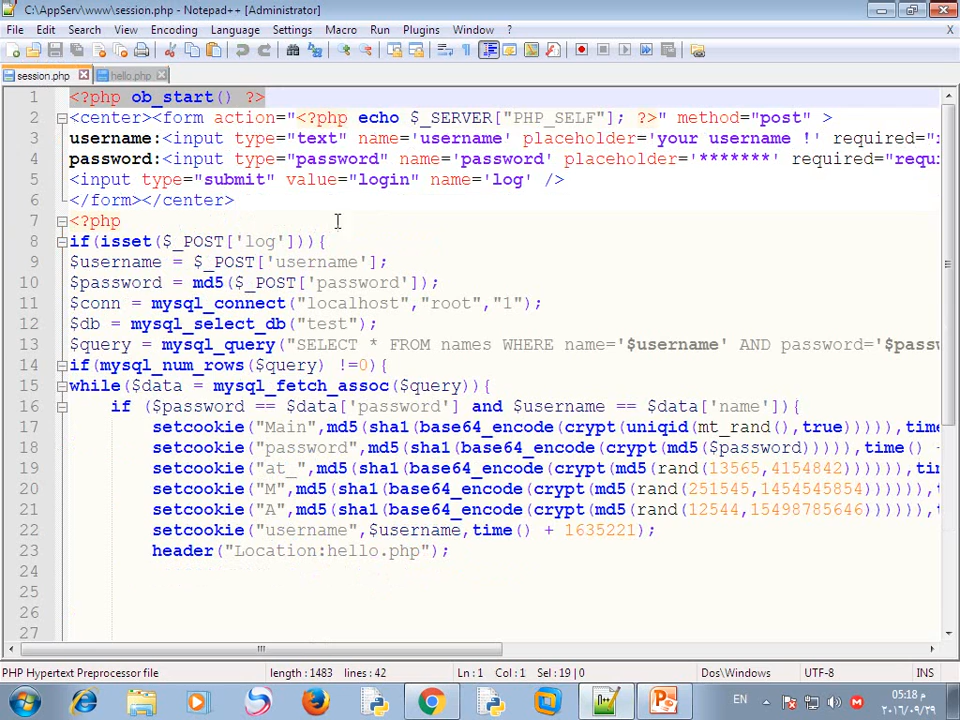 C:\AppServ\www\session.php - Notepad++ [Administrator]
File Edit Search View Encoding Language Settings Macro Run Plugins Window ? X
session.php hello.php
1 <?php ob_start() ?>
2 <center><form action="<?php echo $_SERVER["PHP_SELF"]; ?>" method="post" >
3 username:<input type="text" name='username' placeholder='your username !' required="
4 password:<input type="password" name='password' placeholder='*******' required="requ
5 <input type="submit" value="login" name='log' />
6 </form></center>
7 <?php
8 if(isset($_POST['log'])){
9 $username = $_POST['username'];
10 $password = md5($_POST['password']);
11 $conn = mysql_connect("localhost","root","1");
12 $db = mysql_select_db("test");
13 $query = mysql_query("SELECT * FROM names WHERE name='$username' AND password='$pass
14 if(mysql_num_rows($query) !=0){
15 while($data = mysql_fetch_assoc($query)){
16 if ($password == $data['password'] and $username == $data['name']){
17 setcookie("Main",md5(sha1(base64_encode(crypt(uniqid(mt_rand(),true))))),time
18 setcookie("password",md5(sha1(base64_encode(crypt(md5($password))))),time() -
19 setcookie("at_",md5(sha1(base64_encode(crypt(md5(rand(13565,4154842)))))),ti
20 setcookie("M",md5(sha1(base64_encode(crypt(md5(rand(251545,1454545854)))))),t
21 setcookie("A",md5(sha1(base64_encode(crypt(md5(rand(12544,15498785646)))))),t
22 setcookie("username",$username,time() + 1635221);
23 header("Location:hello.php");
24
25
26
27
PHP Hypertext Preprocessor file length : 1483 lines : 42 Ln : 1 Col : 1 Sel : 19 | 0 Dos\Windows UTF-8 INS
EN 05:18 م
٢٠١٦/٠٩/٢٩